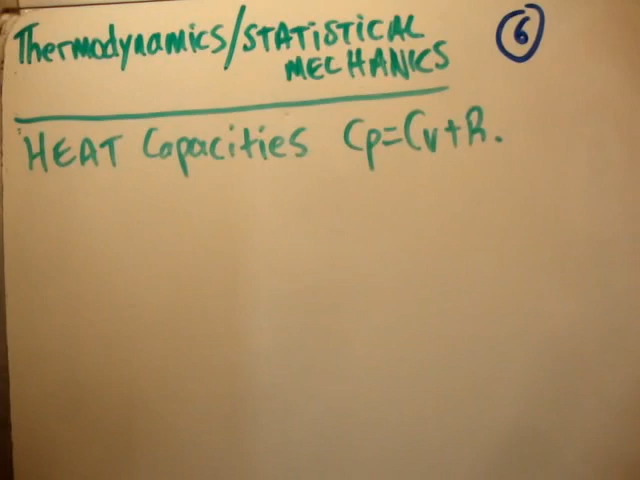 Thermodynamics/STATISTICAL
MECHANICS
6
HEAT Capacities Cp=Cv+R.